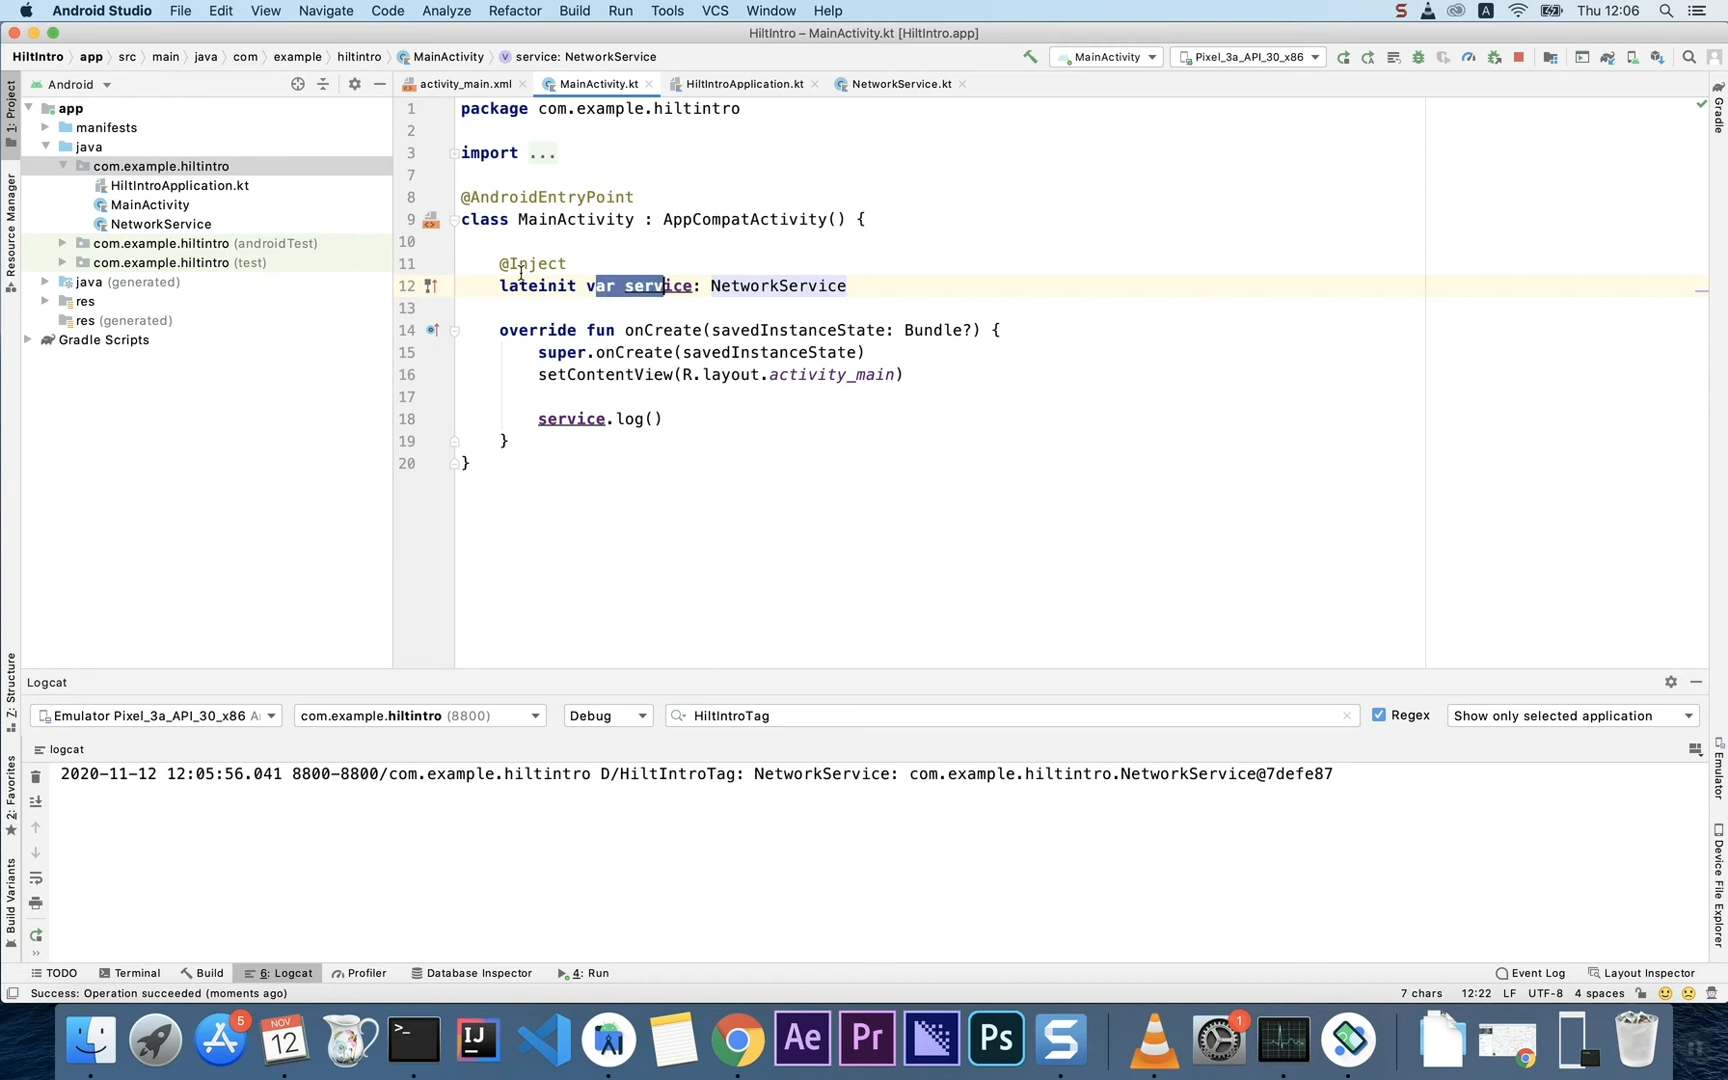 Android Studio File Edit View Navigate Code Analyze Refactor Build Run Tools VCS Window Help S A Thu 12:06
HiltIntro – MainActivity.kt [HiltIntro.app]
HiltIntro app src main java com example hiltintro MainActivity service: NetworkService MainActivity Pixel_3a_API_30_x86
Android activity_main.xml MainActivity.kt HiltIntroApplication.kt NetworkService.kt
1: Project
Resource Manager
7: Structure
2: Favorites
Build Variants
app
manifests
java
com.example.hiltintro
HiltIntroApplication.kt
MainActivity
NetworkService
com.example.hiltintro (androidTest)
com.example.hiltintro (test)
java (generated)
res
res (generated)
Gradle Scripts
1 package com.example.hiltintro
2
3 import ...
7
8 @AndroidEntryPoint
9 class MainActivity : AppCompatActivity() {
10
11 @Inject
12 lateinit var service: NetworkService
13
14 override fun onCreate(savedInstanceState: Bundle?) {
15 super.onCreate(savedInstanceState)
16 setContentView(R.layout.activity_main)
17
18 service.log()
19 }
20 }
Gradle
Emulator
Device File Explorer
Logcat
Emulator Pixel_3a_API_30_x86 com.example.hiltintro (8800) Debug HiltIntroTag Regex Show only selected application
logcat
2020-11-12 12:05:56.041 8800-8800/com.example.hiltintro D/HiltIntroTag: NetworkService: com.example.hiltintro.NetworkService@7defe87
TODO Terminal Build 6: Logcat Profiler Database Inspector 4: Run Event Log Layout Inspector
Success: Operation succeeded (moments ago) 7 chars 12:22 LF UTF-8 4 spaces
5 NOV 12 >_ IJ Ae Pr Ps S 1